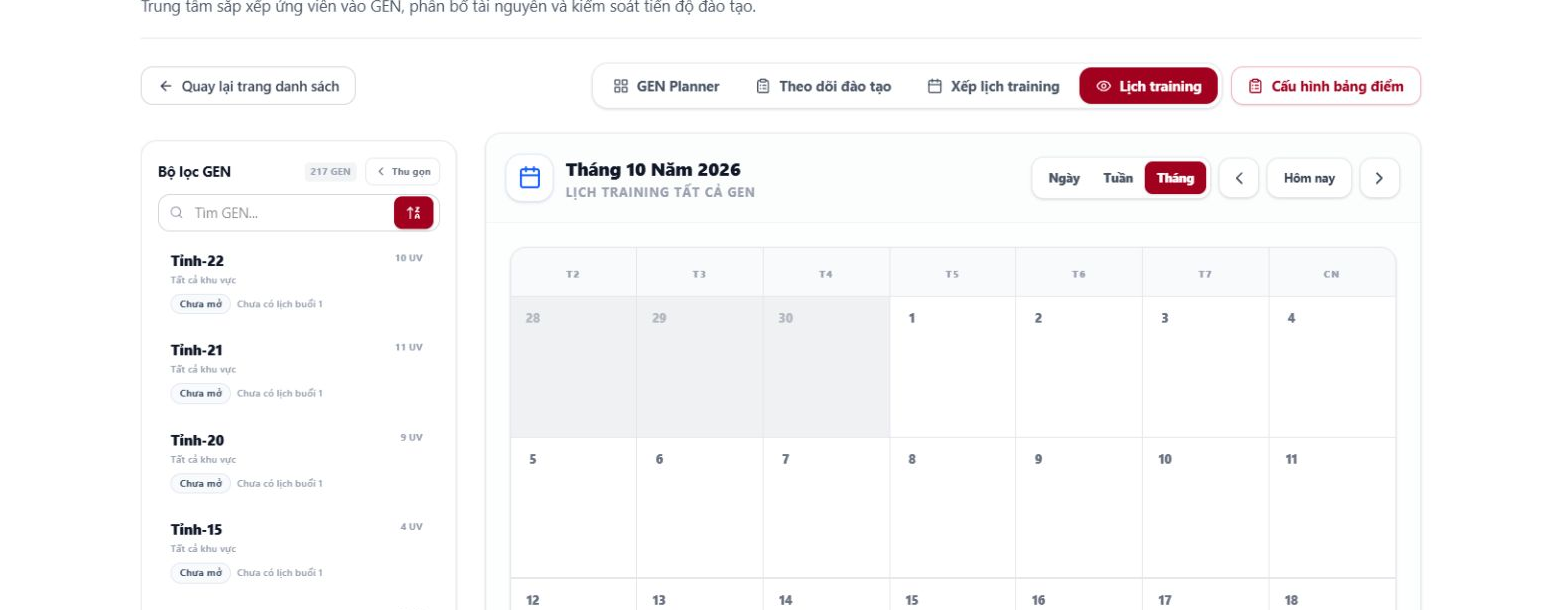 Trung tâm sắp xếp ứng viên vào GEN, phân bổ tài nguyên và kiểm soát tiến độ đào tạo.
Quay lại trang danh sách
GEN Planner
Theo dõi đào tạo
Xếp lịch training
Lịch training
Cấu hình bảng điểm
Bộ lọc GEN
217 GEN
Thu gọn
Tìm GEN...
Tỉnh-22
10 UV
Tất cả khu vực
Chưa mở
Chưa có lịch buổi 1
Tỉnh-21
11 UV
Tất cả khu vực
Chưa mở
Chưa có lịch buổi 1
Tỉnh-20
9 UV
Tất cả khu vực
Chưa mở
Chưa có lịch buổi 1
Tỉnh-15
4 UV
Tất cả khu vực
Chưa mở
Chưa có lịch buổi 1
Tháng 10 Năm 2026
LỊCH TRAINING TẤT CẢ GEN
Ngày
Tuần
Tháng
Hôm nay
T2 T3 T4 T5 T6 T7 CN
28 29 30 1 2 3 4
5 6 7 8 9 10 11
12 13 14 15 16 17 18